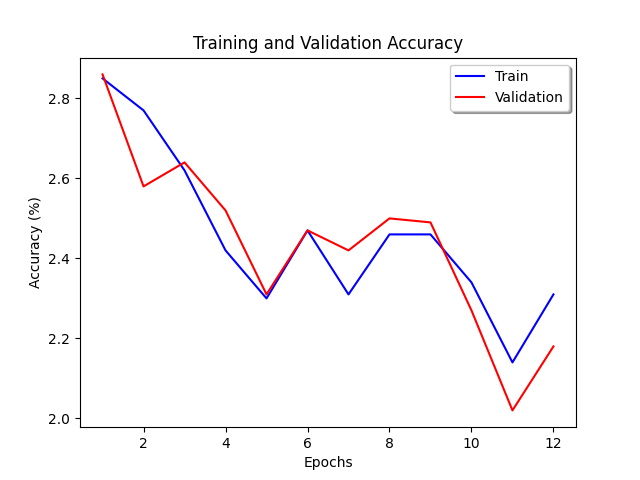 Training and Validation Accuracy
Train
Validation
Accuracy (%)
2.8
2.6
2.4
2.2
2.0
2 4 6 8 10 12
Epochs